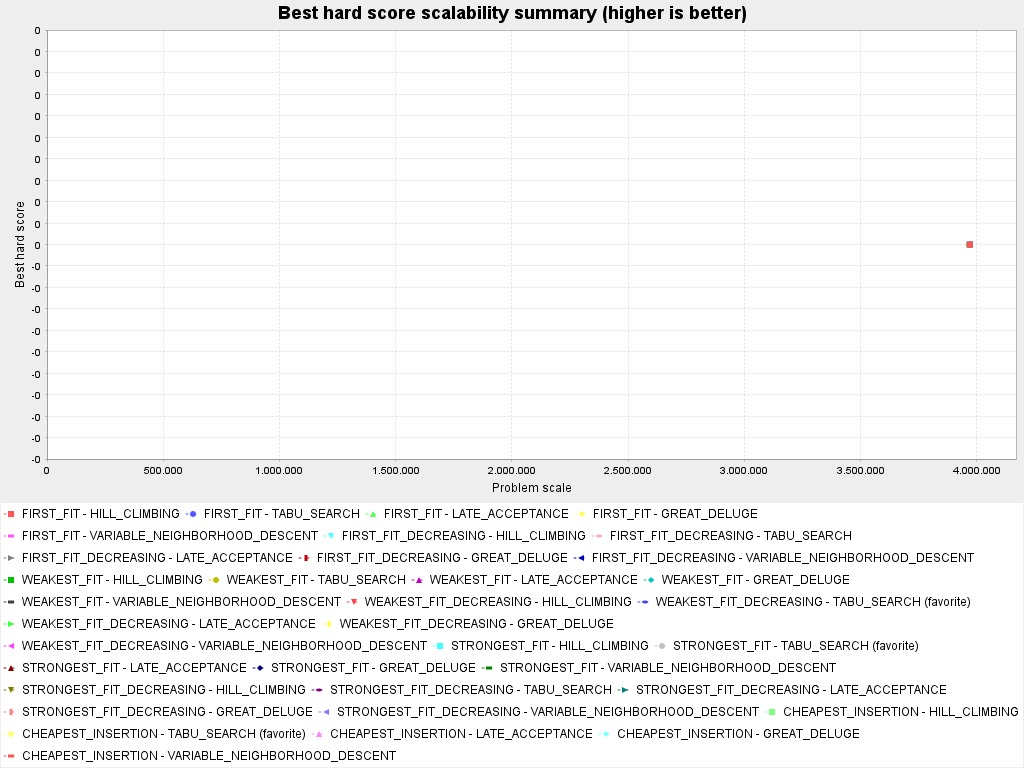 Best hard score scalability summary (higher is better)
Best hard score
0
0
0
0
0
0
0
0
0
0
0
-0
-0
-0
-0
-0
-0
-0
-0
-0
-0
0 500.000 1.000.000 1.500.000 2.000.000 2.500.000 3.000.000 3.500.000 4.000.000
Problem scale
FIRST_FIT - HILL_CLIMBING FIRST_FIT - TABU_SEARCH FIRST_FIT - LATE_ACCEPTANCE FIRST_FIT - GREAT_DELUGE
FIRST_FIT - VARIABLE_NEIGHBORHOOD_DESCENT FIRST_FIT_DECREASING - HILL_CLIMBING FIRST_FIT_DECREASING - TABU_SEARCH
FIRST_FIT_DECREASING - LATE_ACCEPTANCE FIRST_FIT_DECREASING - GREAT_DELUGE FIRST_FIT_DECREASING - VARIABLE_NEIGHBORHOOD_DESCENT
WEAKEST_FIT - HILL_CLIMBING WEAKEST_FIT - TABU_SEARCH WEAKEST_FIT - LATE_ACCEPTANCE WEAKEST_FIT - GREAT_DELUGE
WEAKEST_FIT - VARIABLE_NEIGHBORHOOD_DESCENT WEAKEST_FIT_DECREASING - HILL_CLIMBING WEAKEST_FIT_DECREASING - TABU_SEARCH (favorite)
WEAKEST_FIT_DECREASING - LATE_ACCEPTANCE WEAKEST_FIT_DECREASING - GREAT_DELUGE
WEAKEST_FIT_DECREASING - VARIABLE_NEIGHBORHOOD_DESCENT STRONGEST_FIT - HILL_CLIMBING STRONGEST_FIT - TABU_SEARCH (favorite)
STRONGEST_FIT - LATE_ACCEPTANCE STRONGEST_FIT - GREAT_DELUGE STRONGEST_FIT - VARIABLE_NEIGHBORHOOD_DESCENT
STRONGEST_FIT_DECREASING - HILL_CLIMBING STRONGEST_FIT_DECREASING - TABU_SEARCH STRONGEST_FIT_DECREASING - LATE_ACCEPTANCE
STRONGEST_FIT_DECREASING - GREAT_DELUGE STRONGEST_FIT_DECREASING - VARIABLE_NEIGHBORHOOD_DESCENT CHEAPEST_INSERTION - HILL_CLIMBING
CHEAPEST_INSERTION - TABU_SEARCH (favorite) CHEAPEST_INSERTION - LATE_ACCEPTANCE CHEAPEST_INSERTION - GREAT_DELUGE
CHEAPEST_INSERTION - VARIABLE_NEIGHBORHOOD_DESCENT